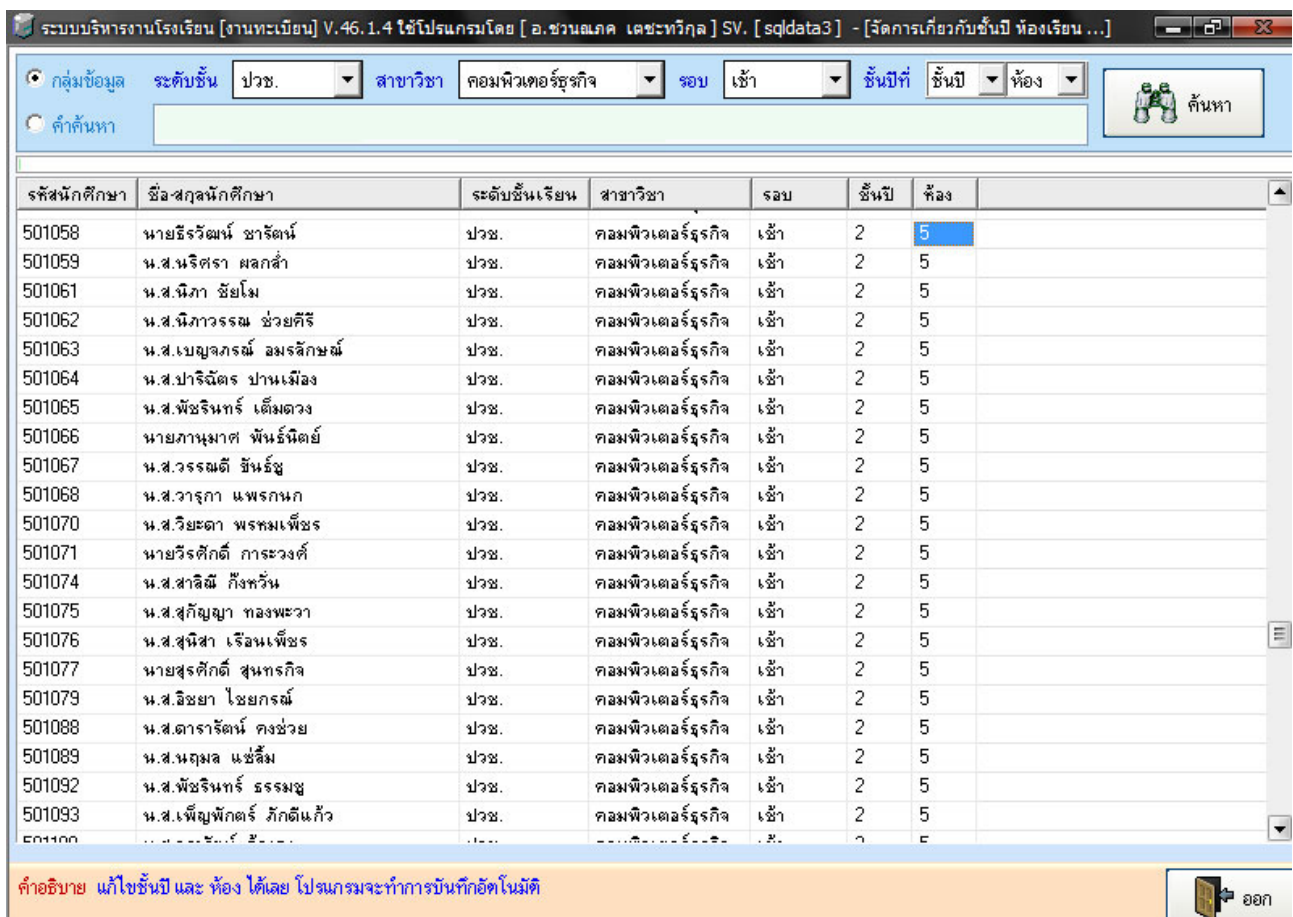 ระบบบริหารงานโรงเรียน [งานทะเบียน] V.46.1.4 ใช้โปรแกรมโดย [ อ.ชวนณภค เตชะทวีกุล ] SV. [ sqldata3 ] - [จัดการเกี่ยวกับชั้นปี ห้องเรียน ...]
กลุ่มข้อมูล ระดับชั้น ปวช. สาขาวิชา คอมพิวเตอร์ธุรกิจ รอบ เช้า ชั้นปีที่ ชั้นปี ห้อง ค้นหา
คำค้นหา
รหัสนักศึกษา ชื่อ-สกุลนักศึกษา ระดับชั้นเรียน สาขาวิชา รอบ ชั้นปี ห้อง
501058 นายธีรวัฒน์ ชารัตน์ ปวช. คอมพิวเตอร์ธุรกิจ เช้า 2 5
501059 น.ส.นริศรา ผลกล่ำ ปวช. คอมพิวเตอร์ธุรกิจ เช้า 2 5
501061 น.ส.นิภา ชัยโม ปวช. คอมพิวเตอร์ธุรกิจ เช้า 2 5
501062 น.ส.นิภาวรรณ ช่วยคีรี ปวช. คอมพิวเตอร์ธุรกิจ เช้า 2 5
501063 น.ส.เบญจภรณ์ อมรลักษณ์ ปวช. คอมพิวเตอร์ธุรกิจ เช้า 2 5
501064 น.ส.ปาริฉัตร ปานเมือง ปวช. คอมพิวเตอร์ธุรกิจ เช้า 2 5
501065 น.ส.พัชรินทร์ เต็มดวง ปวช. คอมพิวเตอร์ธุรกิจ เช้า 2 5
501066 นายภานุมาศ พันธ์นิตย์ ปวช. คอมพิวเตอร์ธุรกิจ เช้า 2 5
501067 น.ส.วรรณดี ขันธ์ชู ปวช. คอมพิวเตอร์ธุรกิจ เช้า 2 5
501068 น.ส.วารุกา แพรกนก ปวช. คอมพิวเตอร์ธุรกิจ เช้า 2 5
501070 น.ส.วิยะดา พรหมเพ็ชร ปวช. คอมพิวเตอร์ธุรกิจ เช้า 2 5
501071 นายวีรศักดิ์ การะวงศ์ ปวช. คอมพิวเตอร์ธุรกิจ เช้า 2 5
501074 น.ส.สาลิณี กิ๊งหวั่น ปวช. คอมพิวเตอร์ธุรกิจ เช้า 2 5
501075 น.ส.สุกัญญา ทองพะวา ปวช. คอมพิวเตอร์ธุรกิจ เช้า 2 5
501076 น.ส.สุนิสา เรือนเพ็ชร ปวช. คอมพิวเตอร์ธุรกิจ เช้า 2 5
501077 นายสุรศักดิ์ สุนทรกิจ ปวช. คอมพิวเตอร์ธุรกิจ เช้า 2 5
501079 น.ส.อิชยา ไชยกรณ์ ปวช. คอมพิวเตอร์ธุรกิจ เช้า 2 5
501088 น.ส.ดารารัตน์ คงช่วย ปวช. คอมพิวเตอร์ธุรกิจ เช้า 2 5
501089 น.ส.นฤมล แซ่ลิ้ม ปวช. คอมพิวเตอร์ธุรกิจ เช้า 2 5
501092 น.ส.พัชรินทร์ ธรรมชู ปวช. คอมพิวเตอร์ธุรกิจ เช้า 2 5
501093 น.ส.เพ็ญพักตร์ ภักดีแก้ว ปวช. คอมพิวเตอร์ธุรกิจ เช้า 2 5
คำอธิบาย แก้ไขชั้นปี และ ห้อง ได้เลย โปรแกรมจะทำการบันทึกอัตโนมัติ ออก